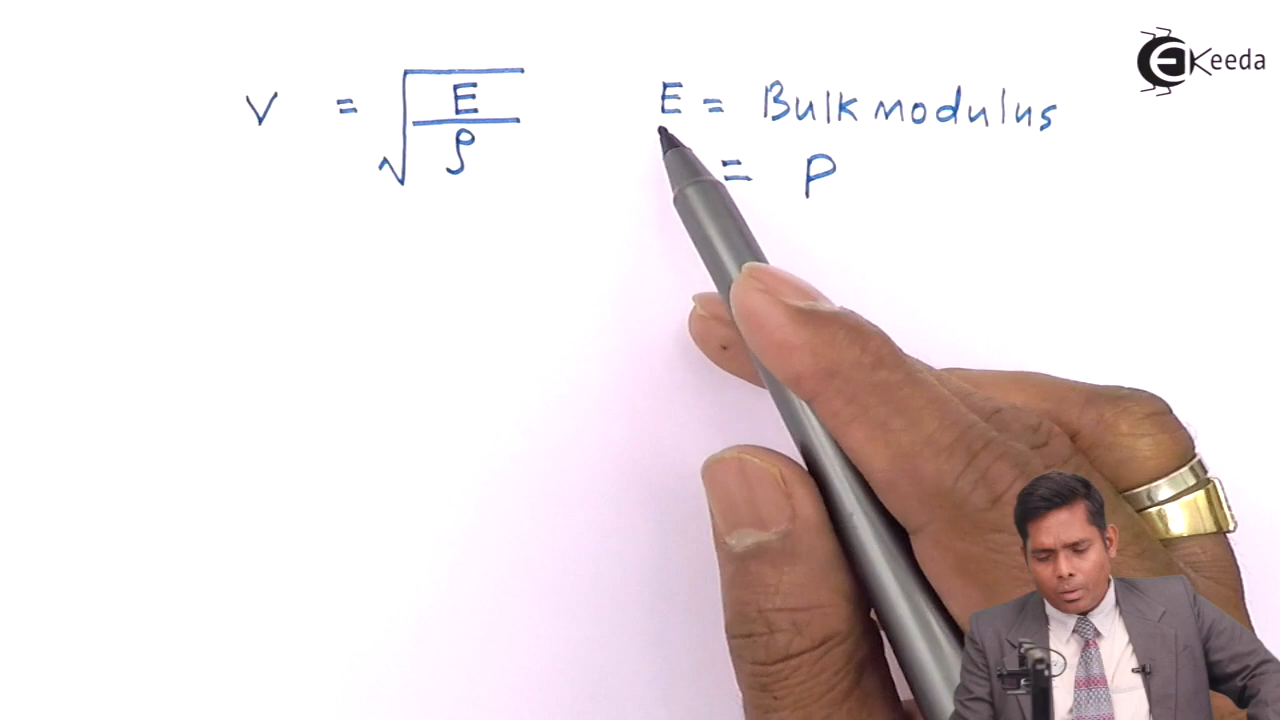 V = √E/ρ
E = Bulk modulus
= P
Ekeeda